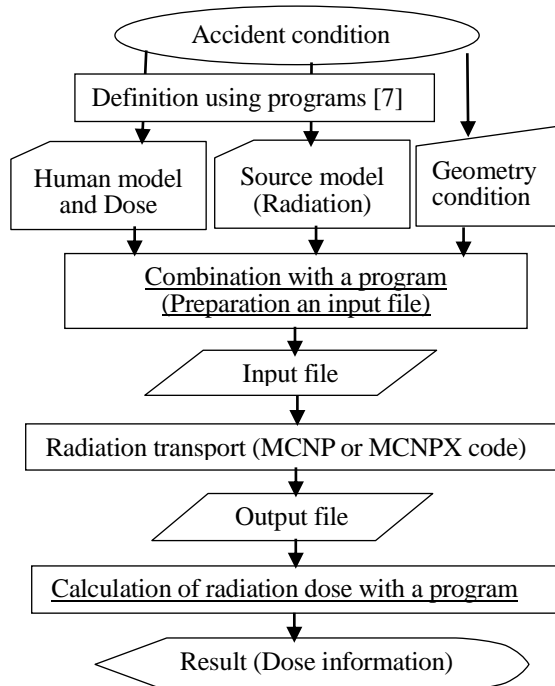 Accident condition
Definition using programs [7]
Human model
and Dose
Source model
(Radiation)
Geometry
condition
Combination with a program
(Preparation an input file)
Input file
Radiation transport (MCNP or MCNPX code)
Output file
Calculation of radiation dose with a program
Result (Dose information)